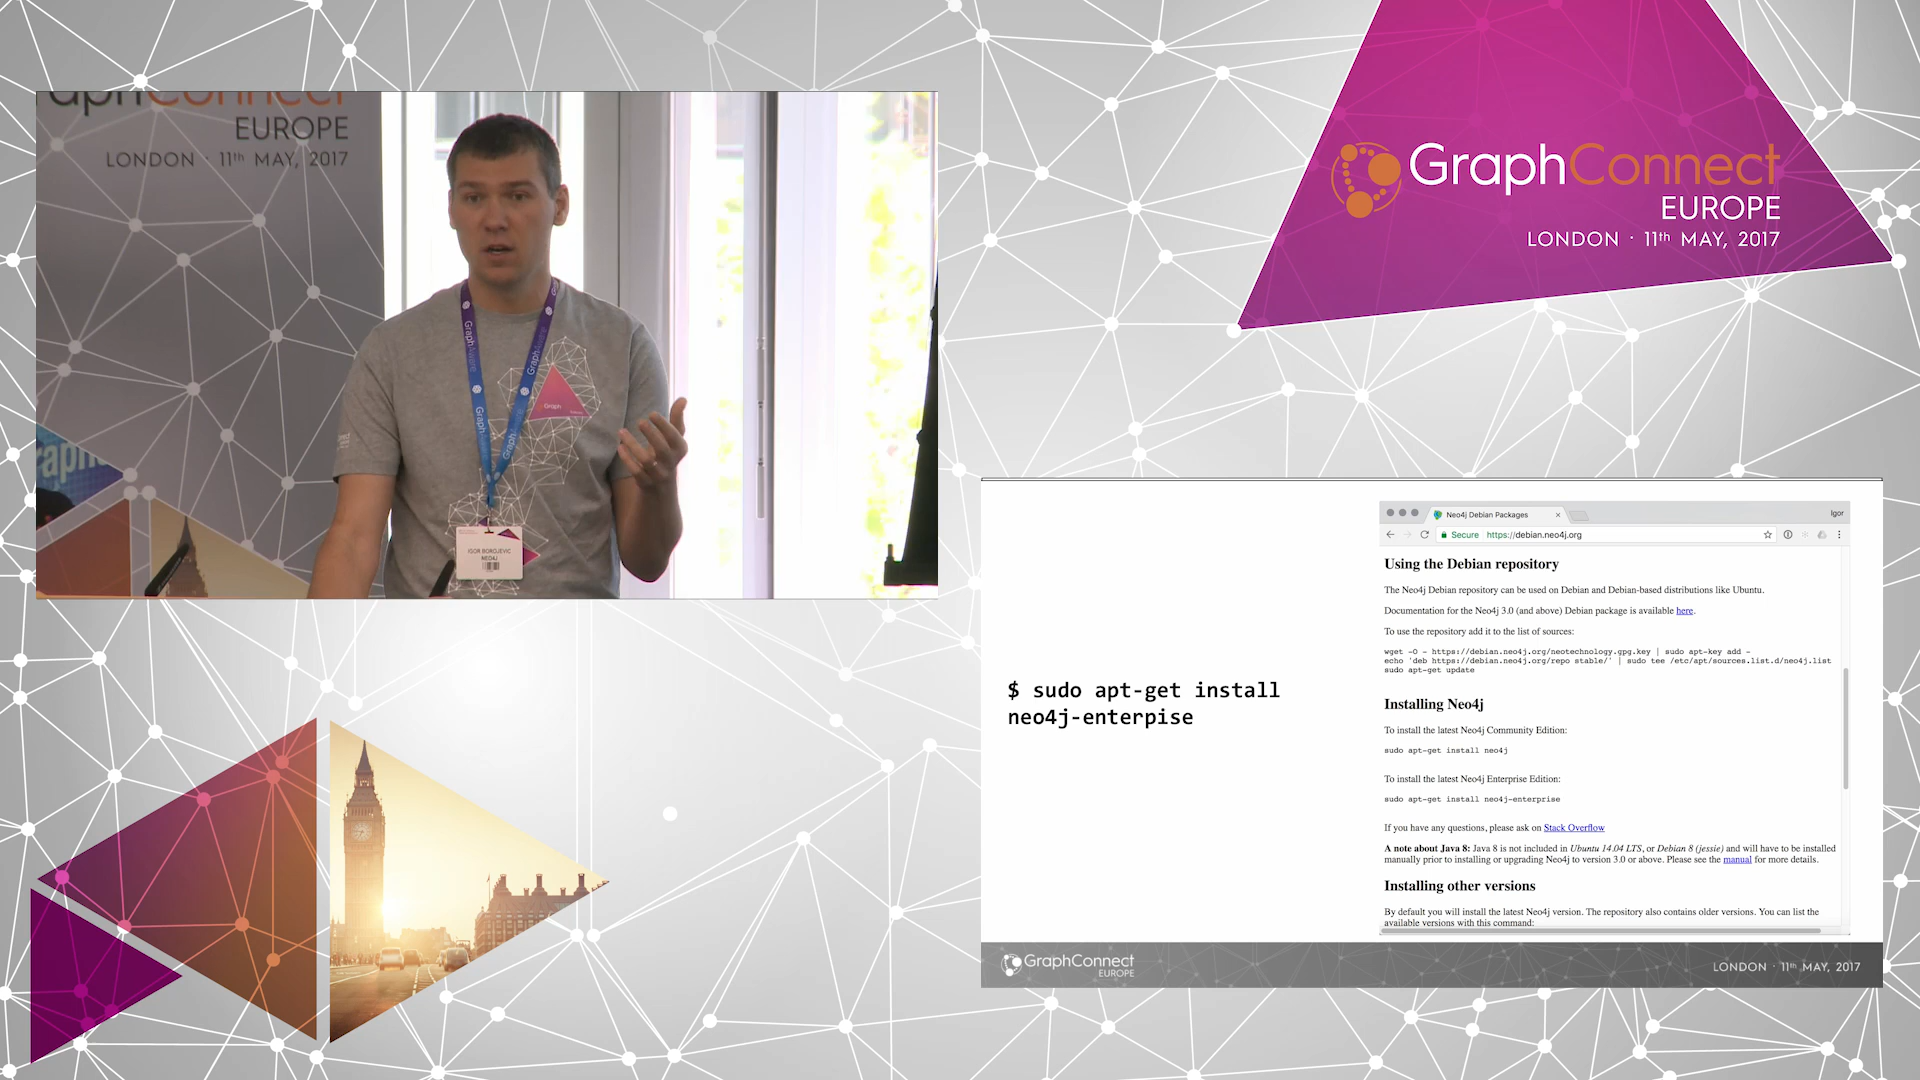 GraphConnect
EUROPE
LONDON · 11th MAY, 2017
GraphAware
GraphAware
GraphAware
Graph
IGOR BOROJEVIC
NEO4J
GraphConnect
EUROPE
LONDON · 11th MAY, 2017
$ sudo apt-get install
neo4j-enterpise
Neo4j Debian Packages
Igor
Secure https://debian.neo4j.org
Using the Debian repository
The Neo4j Debian repository can be used on Debian and Debian-based distributions like Ubuntu.
Documentation for the Neo4j 3.0 (and above) Debian package is available here.
To use the repository add it to the list of sources:
wget -O - https://debian.neo4j.org/neotechnology.gpg.key | sudo apt-key add -
echo 'deb https://debian.neo4j.org/repo stable/' | sudo tee /etc/apt/sources.list.d/neo4j.list
sudo apt-get update
Installing Neo4j
To install the latest Neo4j Community Edition:
sudo apt-get install neo4j
To install the latest Neo4j Enterprise Edition:
sudo apt-get install neo4j-enterprise
If you have any questions, please ask on Stack Overflow
A note about Java 8: Java 8 is not included in Ubuntu 14.04 LTS, or Debian 8 (jessie) and will have to be installed
manually prior to installing or upgrading Neo4j to version 3.0 or above. Please see the manual for more details.
Installing other versions
By default you will install the latest Neo4j version. The repository also contains older versions. You can list the
available versions with this command:
GraphConnect
EUROPE
LONDON · 11th MAY, 2017